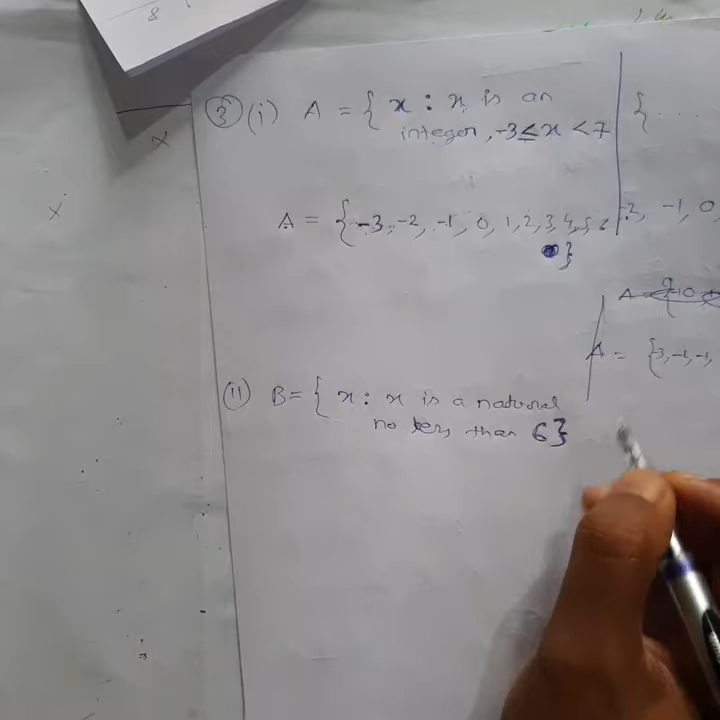 8
③ (i) A = { x : x is an
integer, -3 ≤ x < 7
{ ....
A = { -3, -2, -1, 0, 1, 2, 3, 4, 5, 6
}
-2, -1, 0
A = {-3, -2, -1,
(ii) B = { x : x is a natural
no less than 6 }